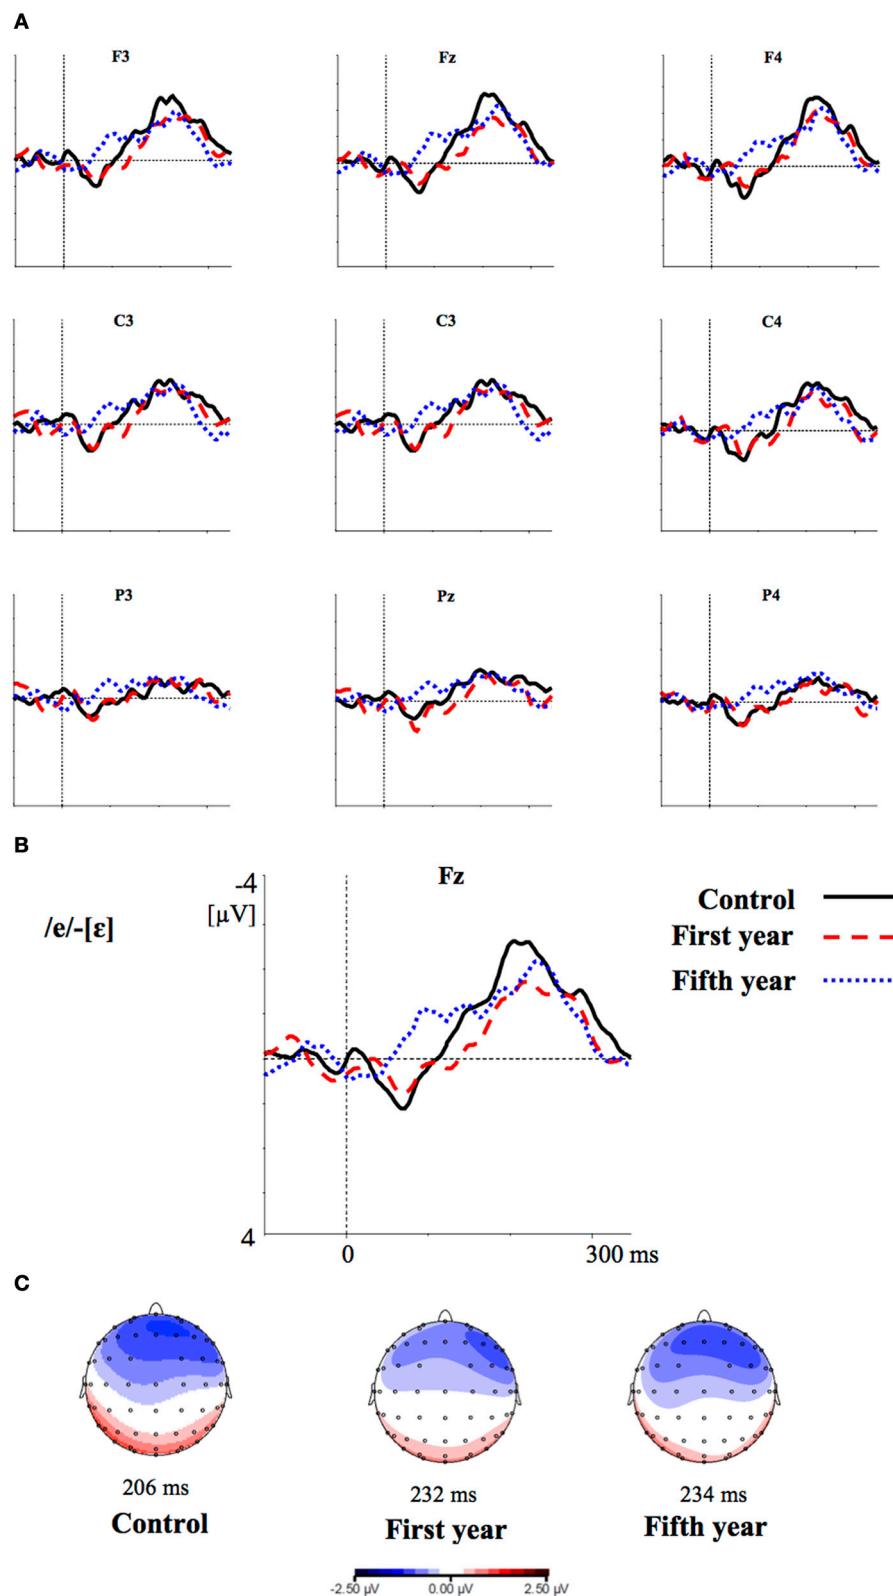 A
F3 Fz F4
C3 C3 C4
P3 Pz P4
B
Fz
-4
[µV]
/e/-[ε]
Control
First year
Fifth year
4
0 300 ms
C
206 ms 232 ms 234 ms
Control First year Fifth year
-2.50 µV 0.00 µV 2.50 µV